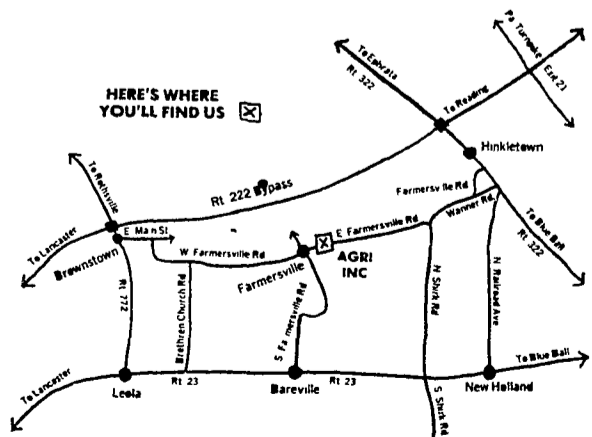 Pa Turnpike Exit 21
To Ephrata
Rt 322
HERE'S WHERE
YOU'LL FIND US
To Reading
Hinkletown
To Rothsville
Rt 222 Bypass
Farmersville Rd
Wanner Rd.
E Main St
E Farmersville Rd
To Blue Ball
Rt 322
To Lancaster
Brownstown
W Farmersville Rd
AGRI
INC
Farmersville
Rt 772
Brethren Church Rd
S Farmersville Rd
N Shirk Rd
N Railroad Ave
To Blue Ball
To Lancaster
Leola
Rt 23
Bareville
Rt 23
New Holland
S Shirk Rd